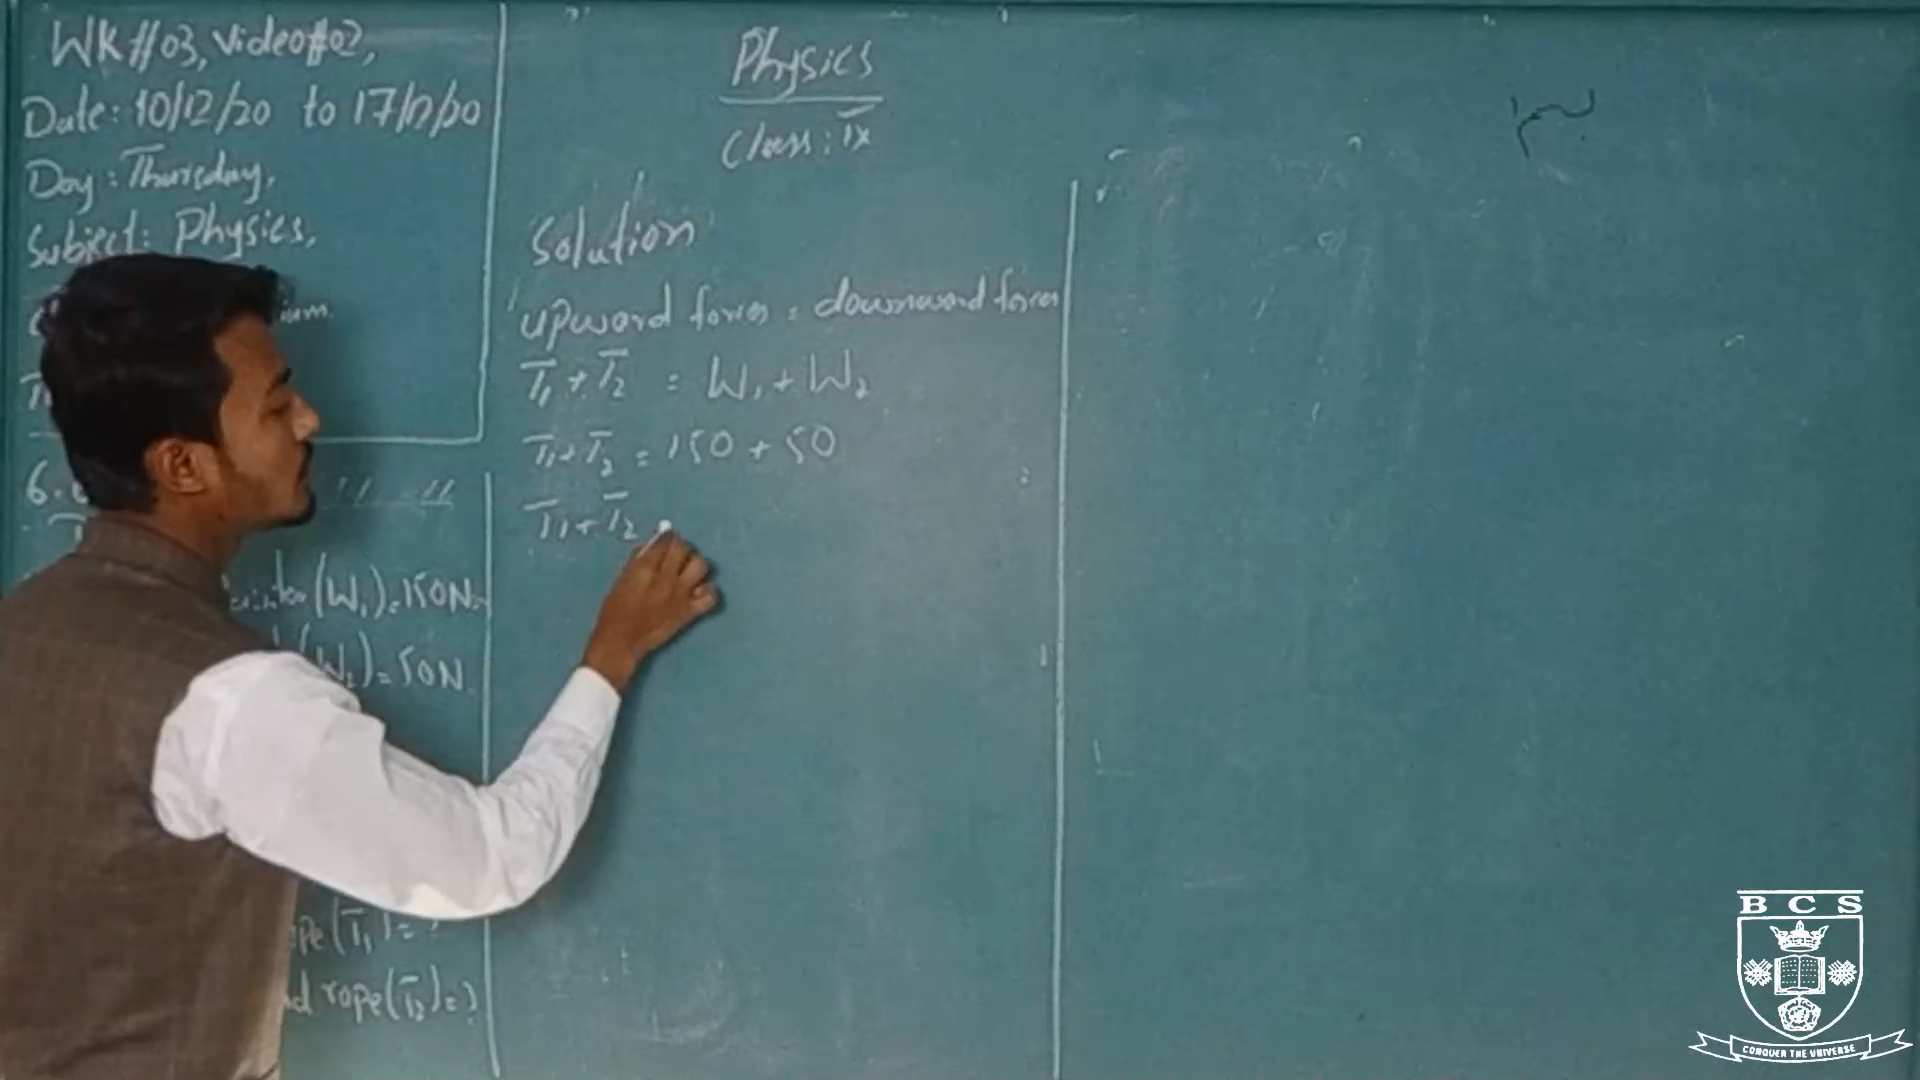 WK#03, Video#02,
Date: 10/12/20 to 17/12/20
Day: Thursday,
Subject: Physics,
6.
(W1)=150N
(W2)=50N.
rope(T1)=?
rope(T2)=?
Physics
Class: IX
Solution
upward forces = downward forces
T1+T2 = W1+W2
T1+T2 = 150+50
T1+T2
BCS
CONQUER THE UNIVERSE